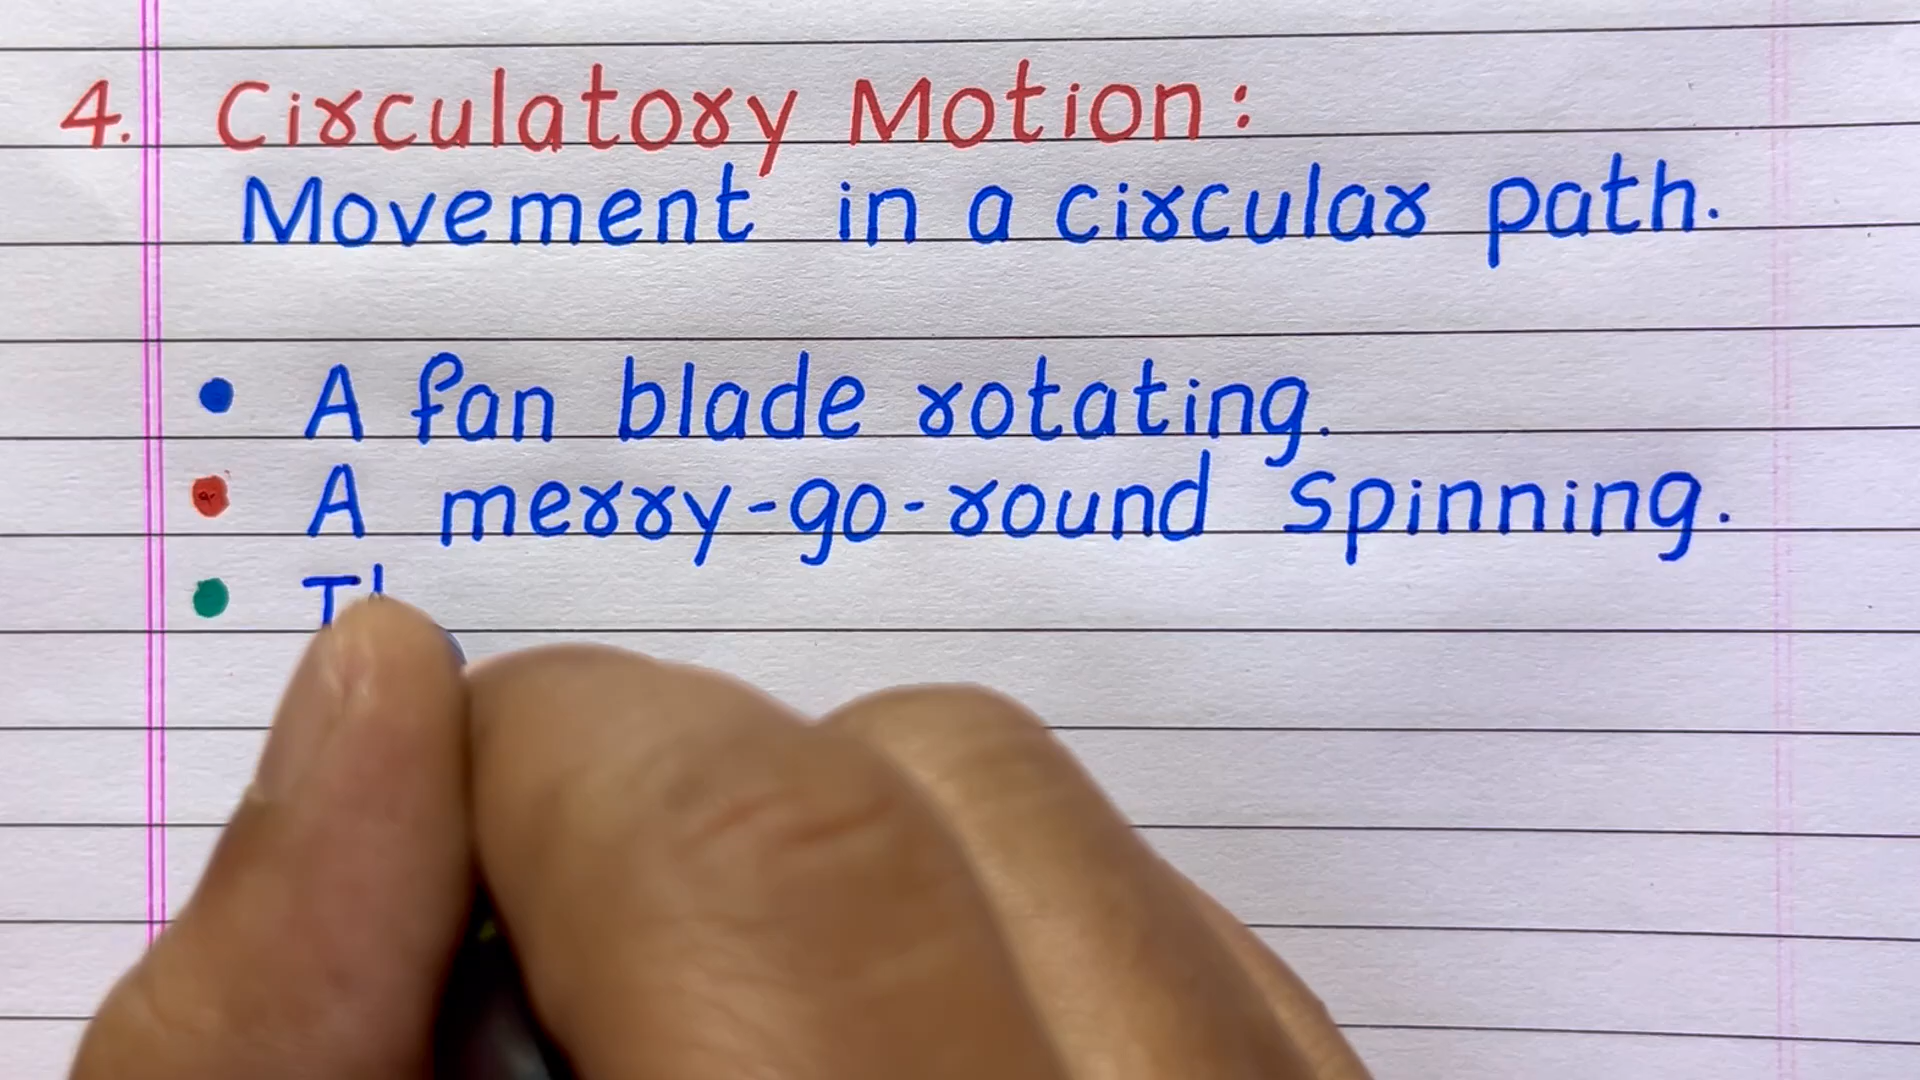 4. Circulatory Motion:
Movement in a circular path.
• A fan blade rotating.
• A merry-go-round spinning.
•